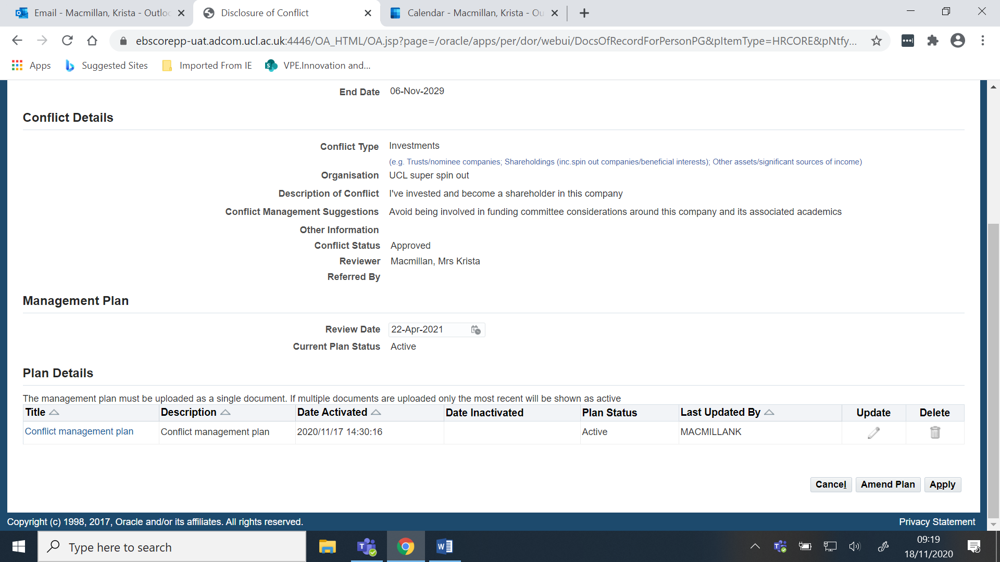 Email - Macmillan, Krista - Outlo
Disclosure of Conflict
Calendar - Macmillan, Krista - Ou
ebscorepp-uat.adcom.ucl.ac.uk:4446/OA_HTML/OA.jsp?page=/oracle/apps/per/dor/webui/DocsOfRecordForPersonPG&pItemType=HRCORE&pNtfy...
Apps
Suggested Sites
Imported From IE
VPE.Innovation and...
End Date 06-Nov-2029
Conflict Details
Conflict Type Investments
(e.g. Trusts/nominee companies; Shareholdings (inc.spin out companies/beneficial interests); Other assets/significant sources of income)
Organisation UCL super spin out
Description of Conflict I've invested and become a shareholder in this company
Conflict Management Suggestions Avoid being involved in funding committee considerations around this company and its associated academics
Other Information
Conflict Status Approved
Reviewer Macmillan, Mrs Krista
Referred By
Management Plan
Review Date 22-Apr-2021
Current Plan Status Active
Plan Details
The management plan must be uploaded as a single document. If multiple documents are uploaded only the most recent will be shown as active
Title Description Date Activated Date Inactivated Plan Status Last Updated By Update Delete
Conflict management plan Conflict management plan 2020/11/17 14:30:16 Active MACMILLANK
Cancel Amend Plan Apply
Copyright (c) 1998, 2017, Oracle and/or its affiliates. All rights reserved. Privacy Statement
Type here to search
09:19
18/11/2020